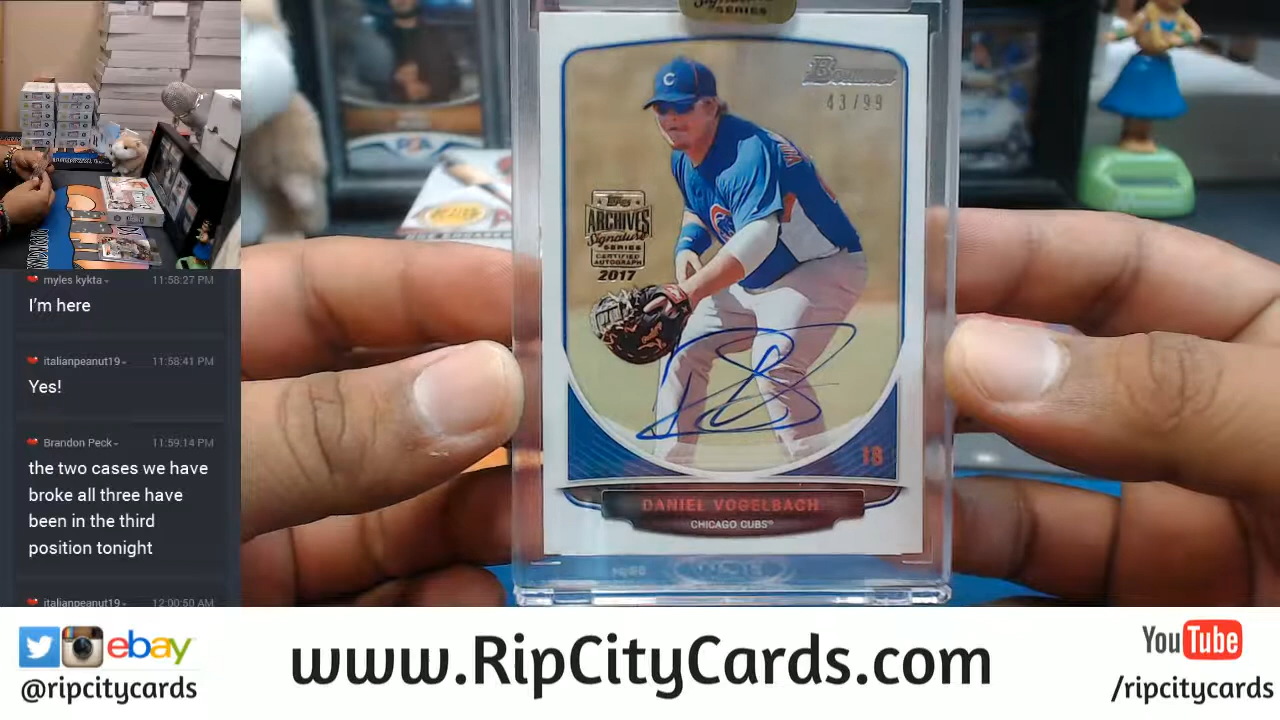 myles kykta 11:58:27 PM
I'm here
italianpeanut19 11:58:41 PM
Yes!
Brandon Peck 11:59:14 PM
the two cases we have
broke all three have
been in the third
position tonight
italianpeanut19 12:00:50 AM
SERIES
Bowman
43/99
Topps
ARCHIVES
Signature
SERIES
CERTIFIED
AUTOGRAPH
2017
18
DANIEL VOGELBACH
CHICAGO CUBS®
ebay
@ripcitycards
www.RipCityCards.com
YouTube
/ripcitycards